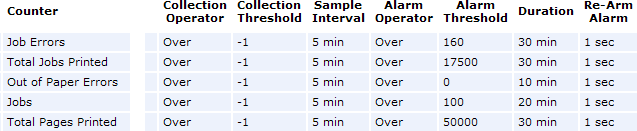 Counter Collection Operator Collection Threshold Sample Interval Alarm Operator Alarm Threshold Duration Re-Arm Alarm
Job Errors Over -1 5 min Over 160 30 min 1 sec
Total Jobs Printed Over -1 5 min Over 17500 30 min 1 sec
Out of Paper Errors Over -1 5 min Over 0 10 min 1 sec
Jobs Over -1 5 min Over 100 20 min 1 sec
Total Pages Printed Over -1 5 min Over 50000 30 min 1 sec